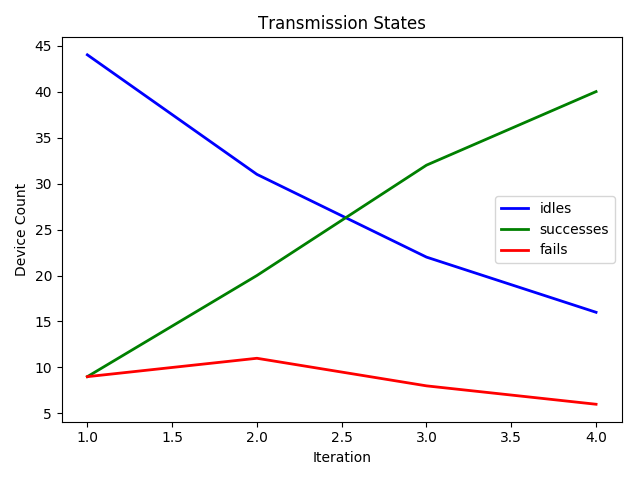 Transmission States
45
40
35
30
25
20
15
10
5
Device Count
idles
successes
fails
1.0 1.5 2.0 2.5 3.0 3.5 4.0
Iteration